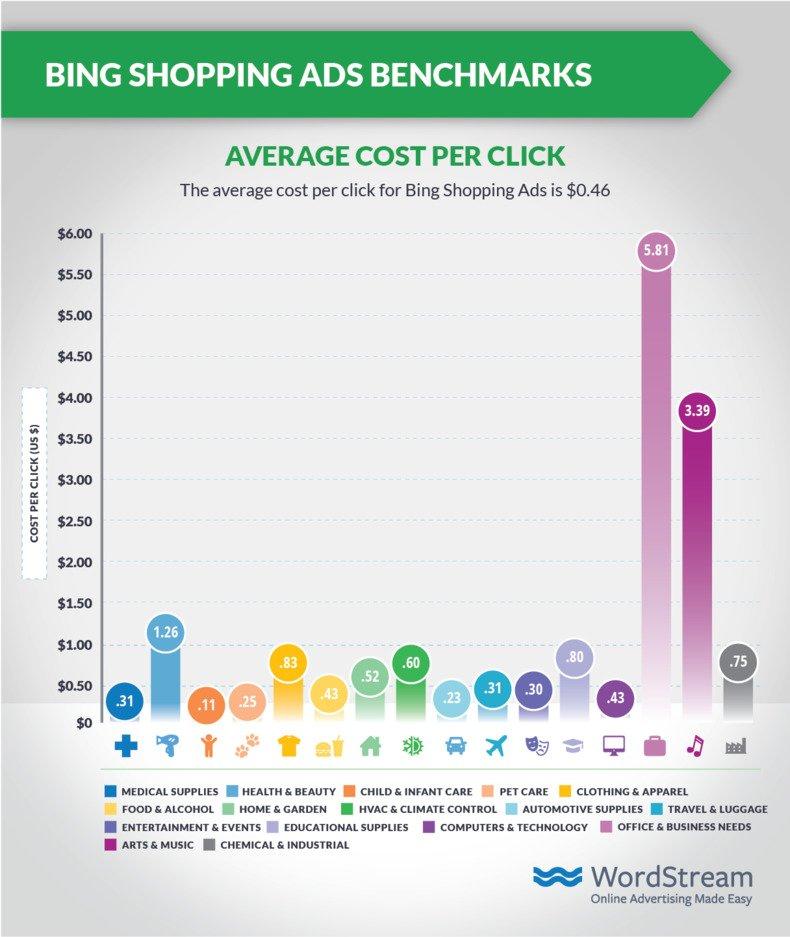 BING SHOPPING ADS BENCHMARKS
AVERAGE COST PER CLICK
The average cost per click for Bing Shopping Ads is $0.46
COST PER CLICK (US $)
$6.00
$5.50
$5.00
$4.50
$4.00
$3.50
$3.00
$2.50
$2.00
$1.50
$1.00
$0.50
$0
.31
1.26
.11
.25
.83
.43
.52
.60
.23
.31
.30
.80
.43
5.81
3.39
.75
MEDICAL SUPPLIES HEALTH & BEAUTY CHILD & INFANT CARE PET CARE CLOTHING & APPAREL
FOOD & ALCOHOL HOME & GARDEN HVAC & CLIMATE CONTROL AUTOMOTIVE SUPPLIES TRAVEL & LUGGAGE
ENTERTAINMENT & EVENTS EDUCATIONAL SUPPLIES COMPUTERS & TECHNOLOGY OFFICE & BUSINESS NEEDS
ARTS & MUSIC CHEMICAL & INDUSTRIAL
WordStream
Online Advertising Made Easy